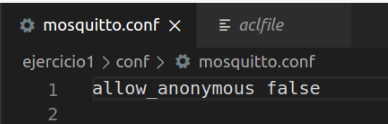 mosquitto.conf × aclfile
ejercicio1 > conf > mosquitto.conf
1 allow_anonymous false
2